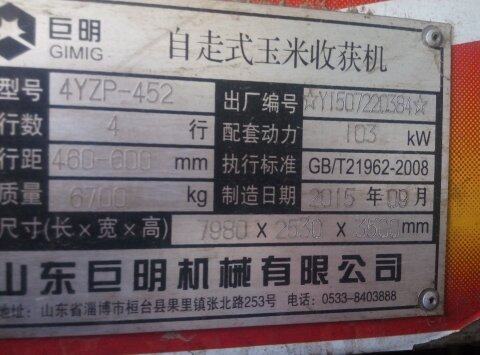 巨明
GIMIG
自走式玉米收获机
型号 4YZP-452 出厂编号 ☆Y1507220384☆
行数 4 行 配套动力 103 kW
行距 460-600 mm 执行标准 GB/T21962-2008
质量 6700 kg 制造日期 2015 年 09 月
尺寸(长×宽×高) 7980 × 2530 × 3500 mm
山东巨明机械有限公司
地址: 山东省淄博市桓台县果里镇张北路253号 电话: 0533-8403888